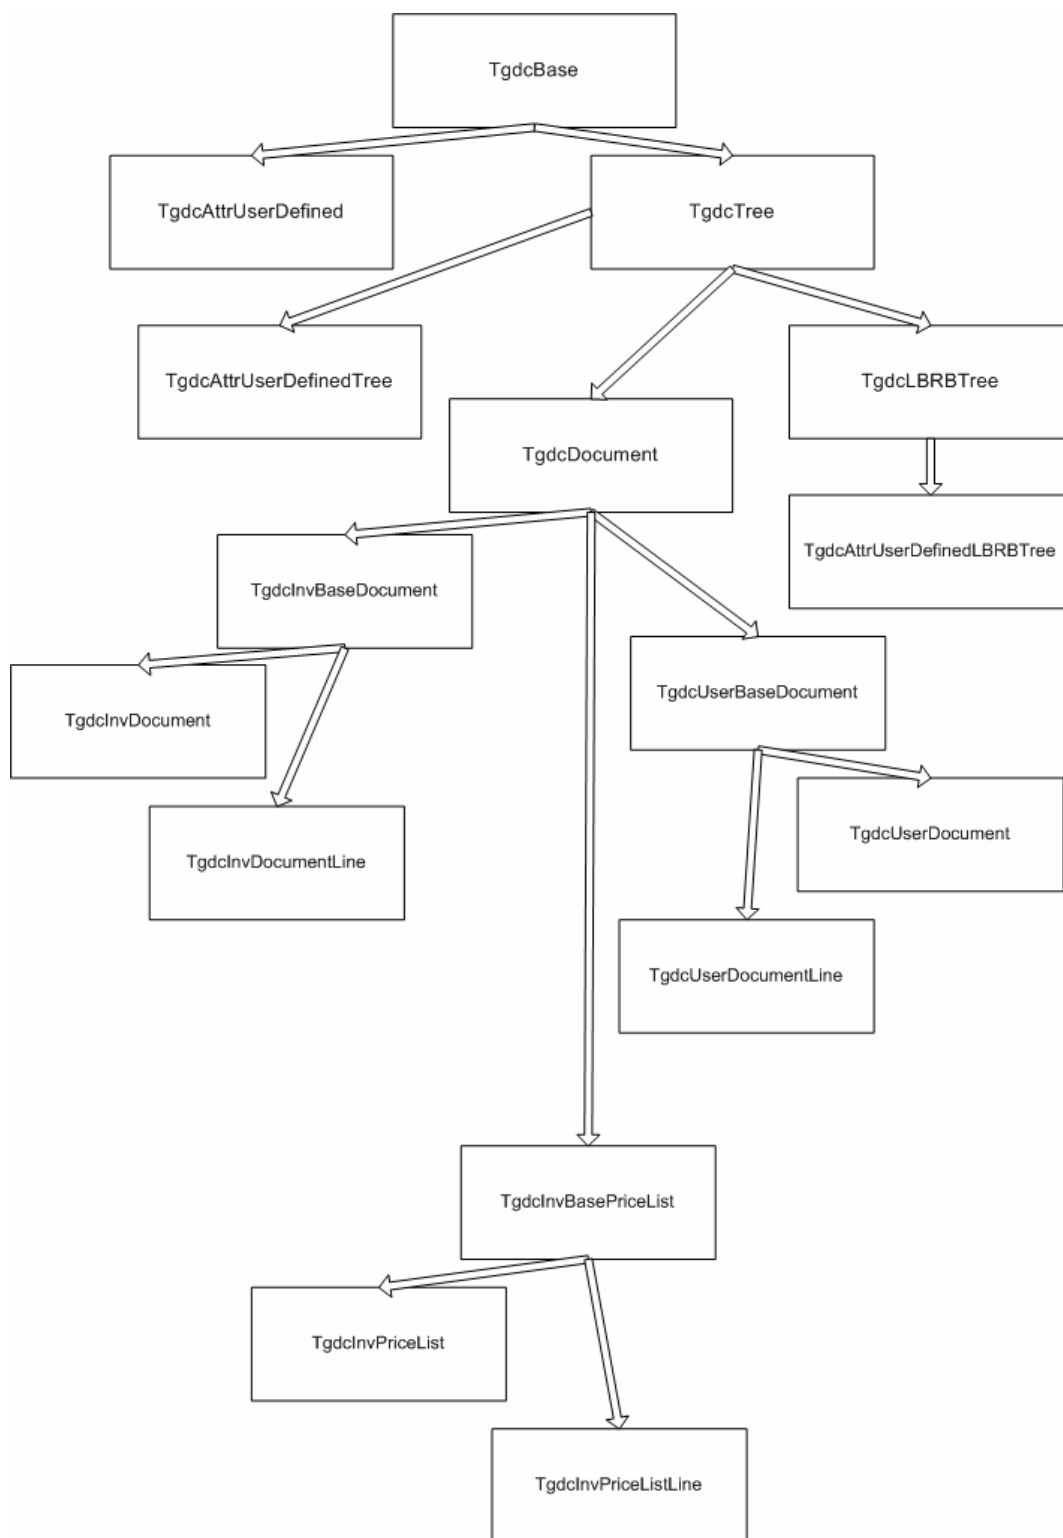 TgdcBase
TgdcAttrUserDefined
TgdcTree
TgdcAttrUserDefinedTree
TgdcLBRBTree
TgdcDocument
TgdcAttrUserDefinedLBRBTree
TgdcInvBaseDocument
TgdcUserBaseDocument
TgdcInvDocument
TgdcUserDocument
TgdcInvDocumentLine
TgdcUserDocumentLine
TgdcInvBasePriceList
TgdcInvPriceList
TgdcInvPriceListLine